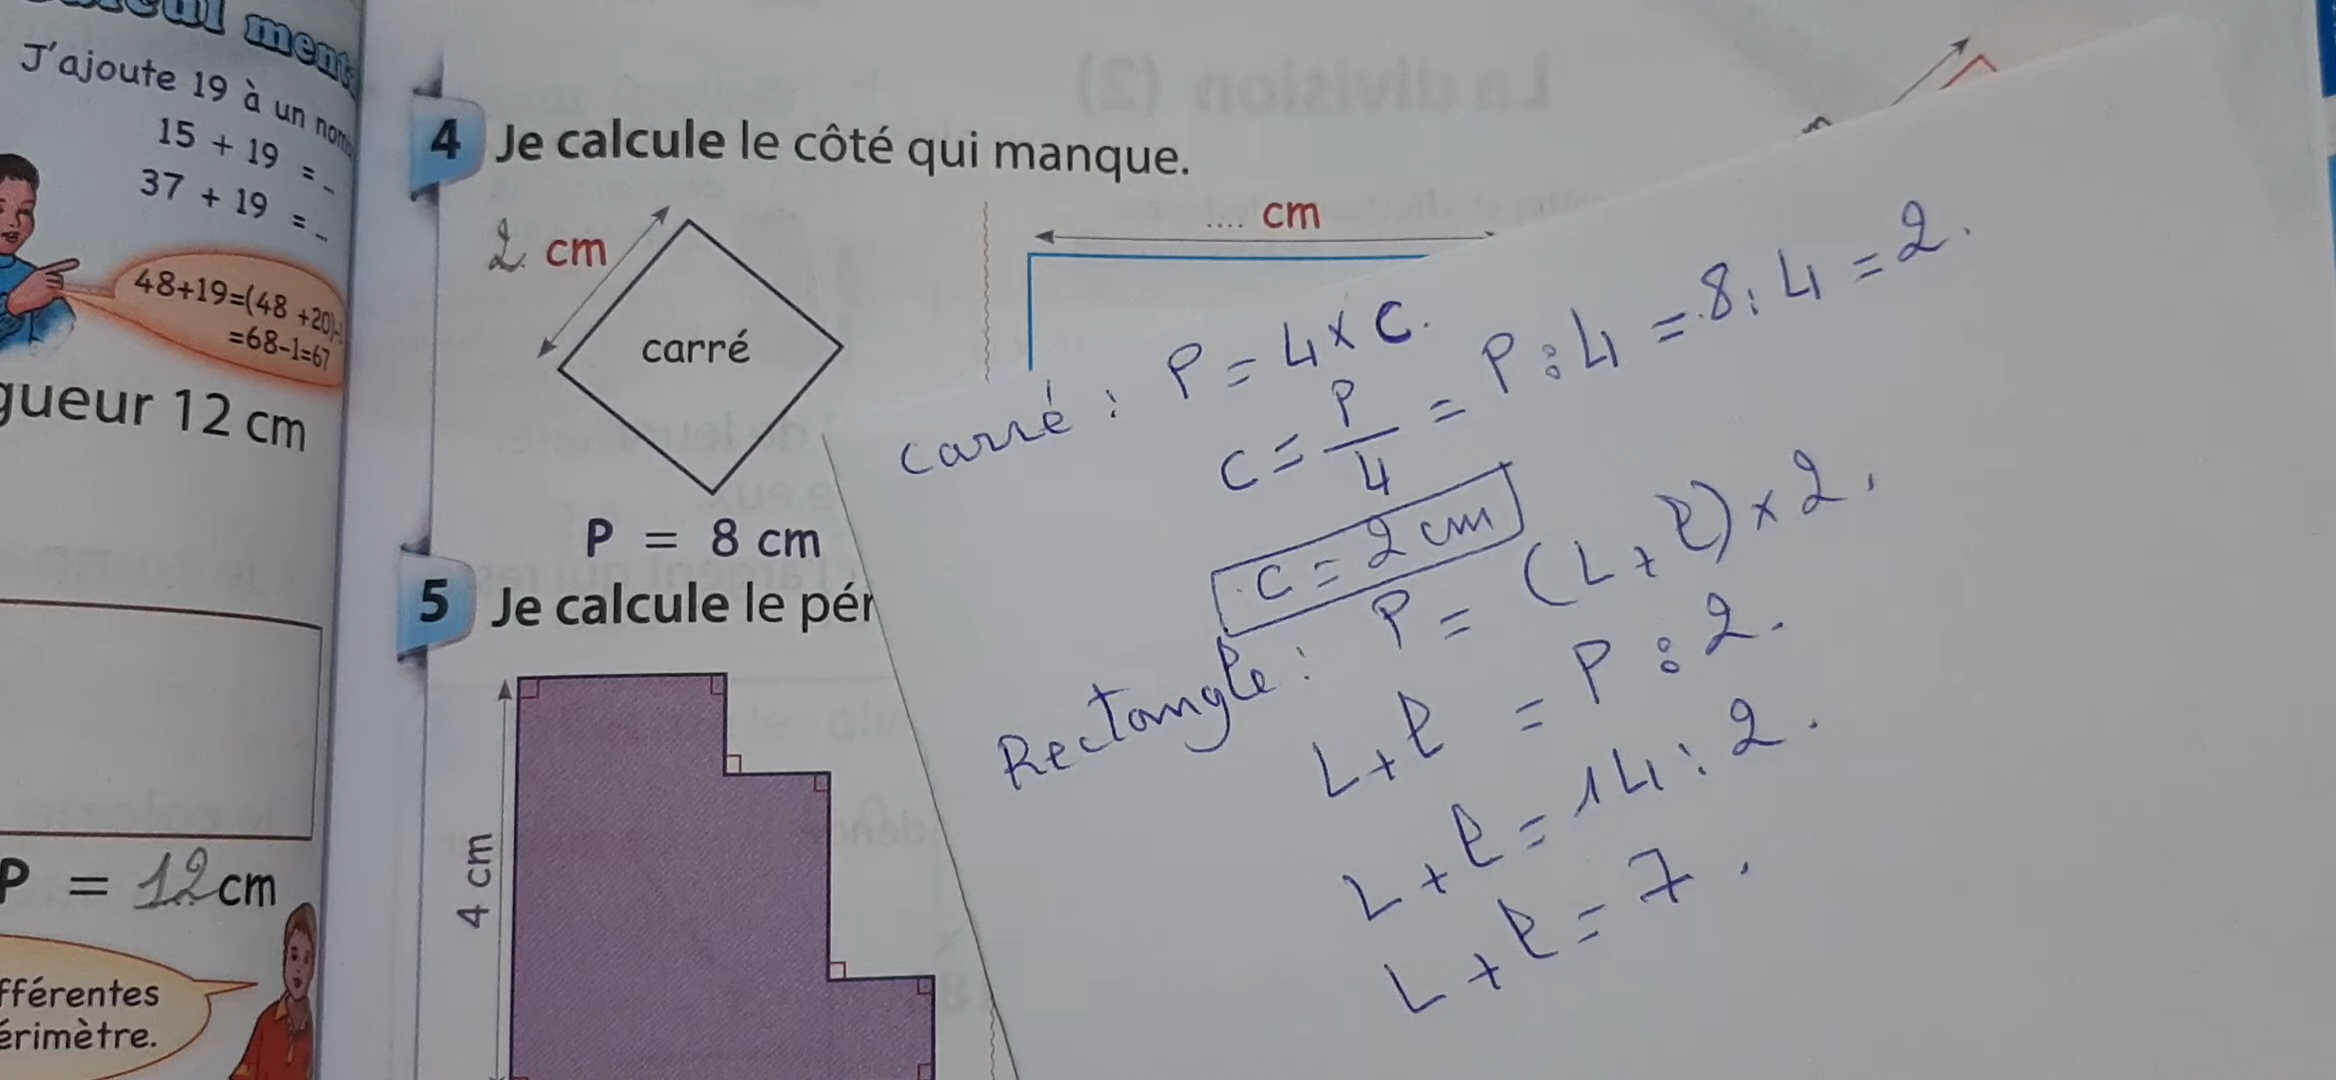 J'ajoute 19 à un
15 + 19 = ..
37 + 19 = ..
48+19=(48 +20)-
=68-1=67
gueur 12 cm
P = 12 cm
fférentes
érimètre.
4 Je calcule le côté qui manque.
2 cm
carré
P = 8 cm
.... cm
5 Je calcule le pér
4 cm
carré : P = 4 x C.
C = P/4 = P : 4 = 8 : 4 = 2.
C = 2 cm
Rectangle : P = (L + l) x 2.
L + l = P : 2.
L + l = 14 : 2.
L + l = 7.